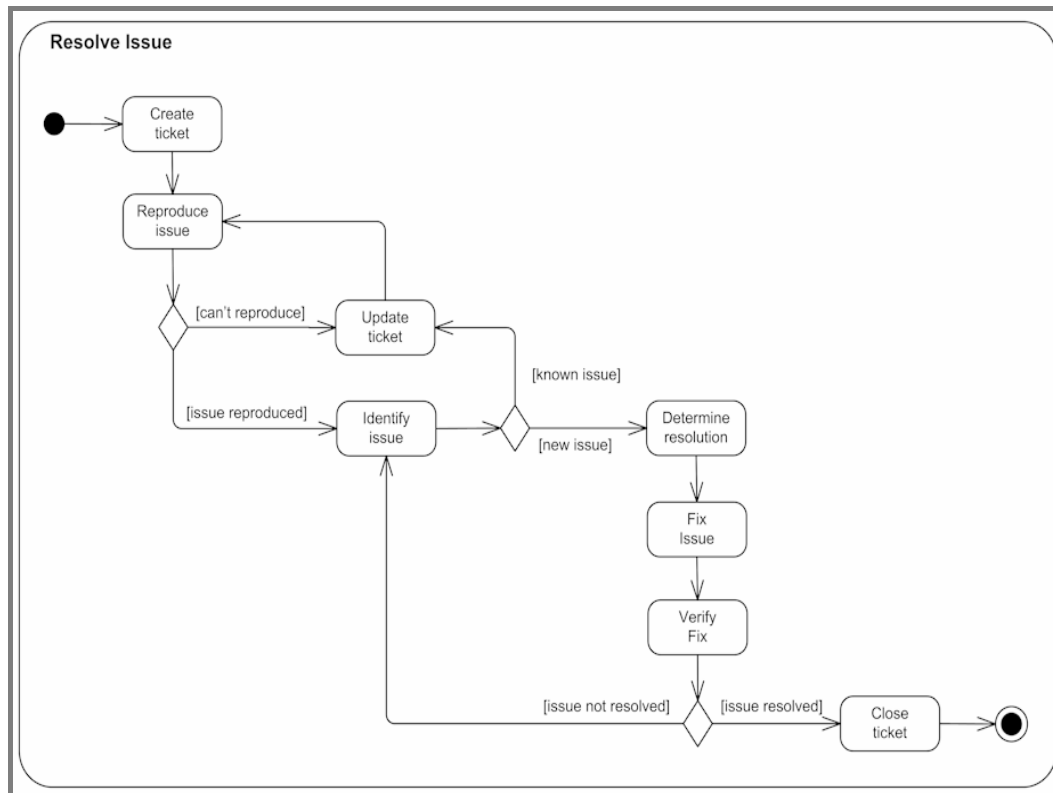 Resolve Issue
Create
ticket
Reproduce
issue
[can't reproduce]
Update
ticket
[known issue]
[issue reproduced]
Identify
issue
[new issue]
Determine
resolution
Fix
Issue
Verify
Fix
[issue not resolved]
[issue resolved]
Close
ticket